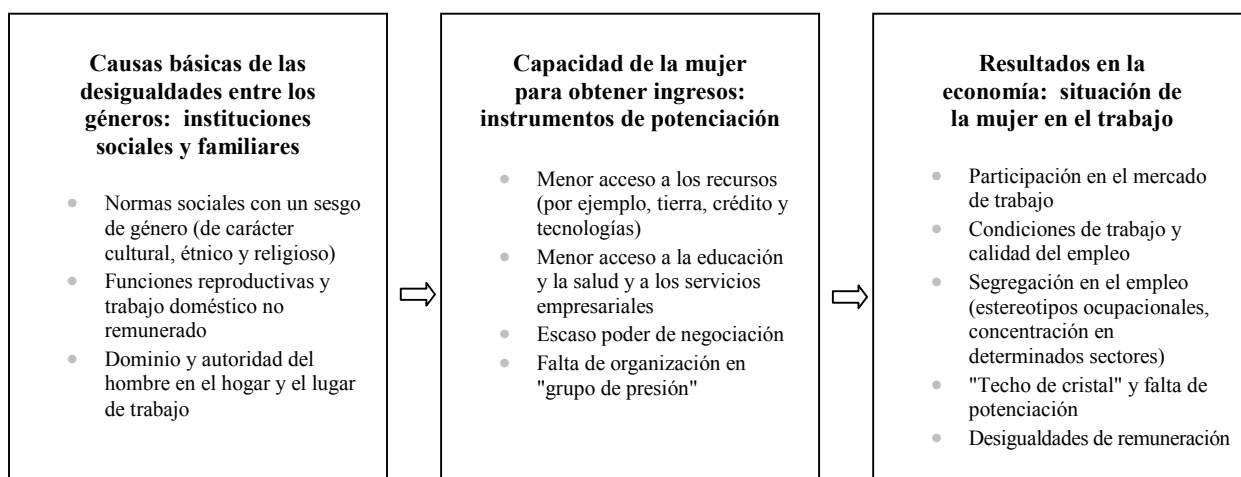 Causas básicas de las
desigualdades entre los
géneros: instituciones
sociales y familiares
● Normas sociales con un sesgo
de género (de carácter
cultural, étnico y religioso)
● Funciones reproductivas y
trabajo doméstico no
remunerado
● Dominio y autoridad del
hombre en el hogar y el lugar
de trabajo
Capacidad de la mujer
para obtener ingresos:
instrumentos de potenciación
● Menor acceso a los recursos
(por ejemplo, tierra, crédito y
tecnologías)
● Menor acceso a la educación
y la salud y a los servicios
empresariales
● Escaso poder de negociación
● Falta de organización en
"grupo de presión"
Resultados en la
economía: situación de
la mujer en el trabajo
● Participación en el mercado
de trabajo
● Condiciones de trabajo y
calidad del empleo
● Segregación en el empleo
(estereotipos ocupacionales,
concentración en
determinados sectores)
● "Techo de cristal" y falta de
potenciación
● Desigualdades de remuneración